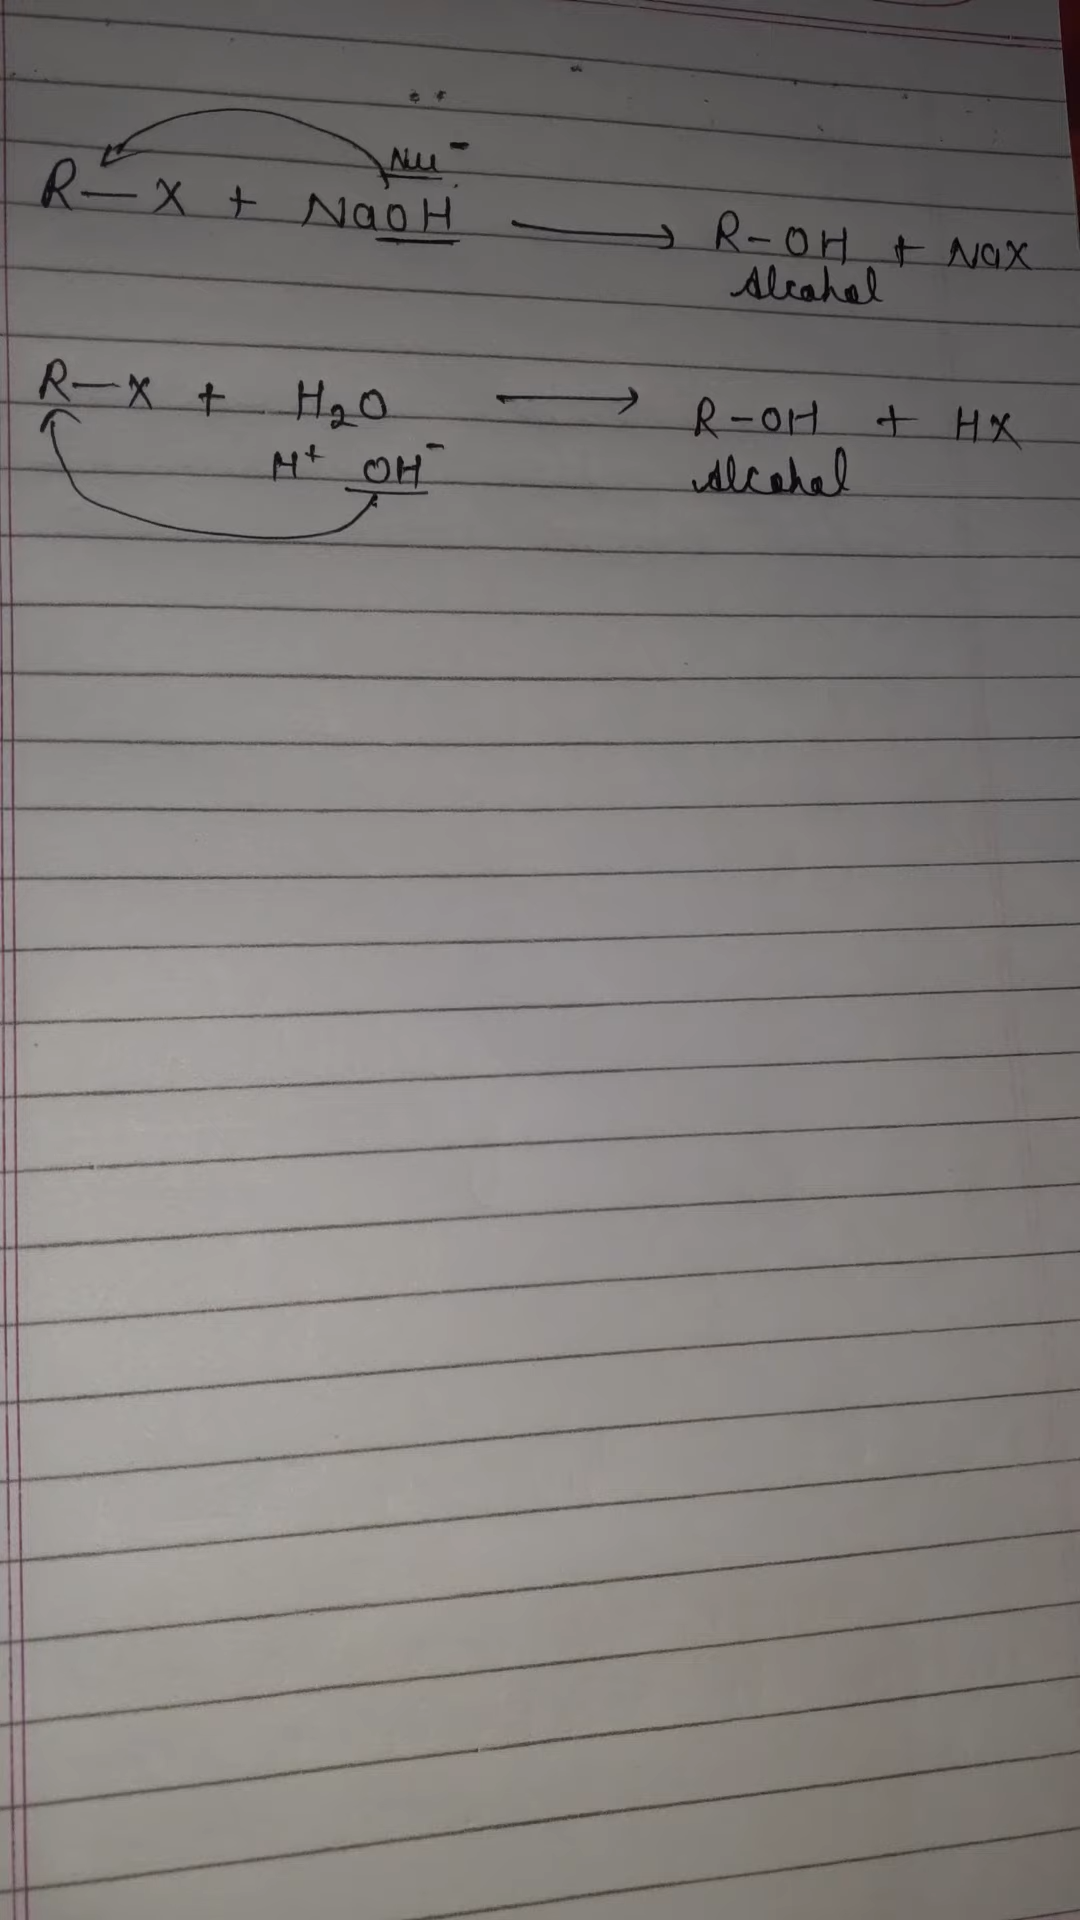 Nu⁻
R—X + NaOH ⟶ R-OH + NaX
Alcohol
R—X + H₂O ⟶ R-OH + HX
H⁺ OH⁻ Alcohol